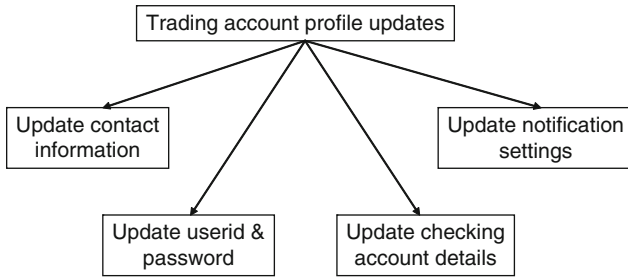 Trading account profile updates
Update contact
information
Update notification
settings
Update userid &
password
Update checking
account details